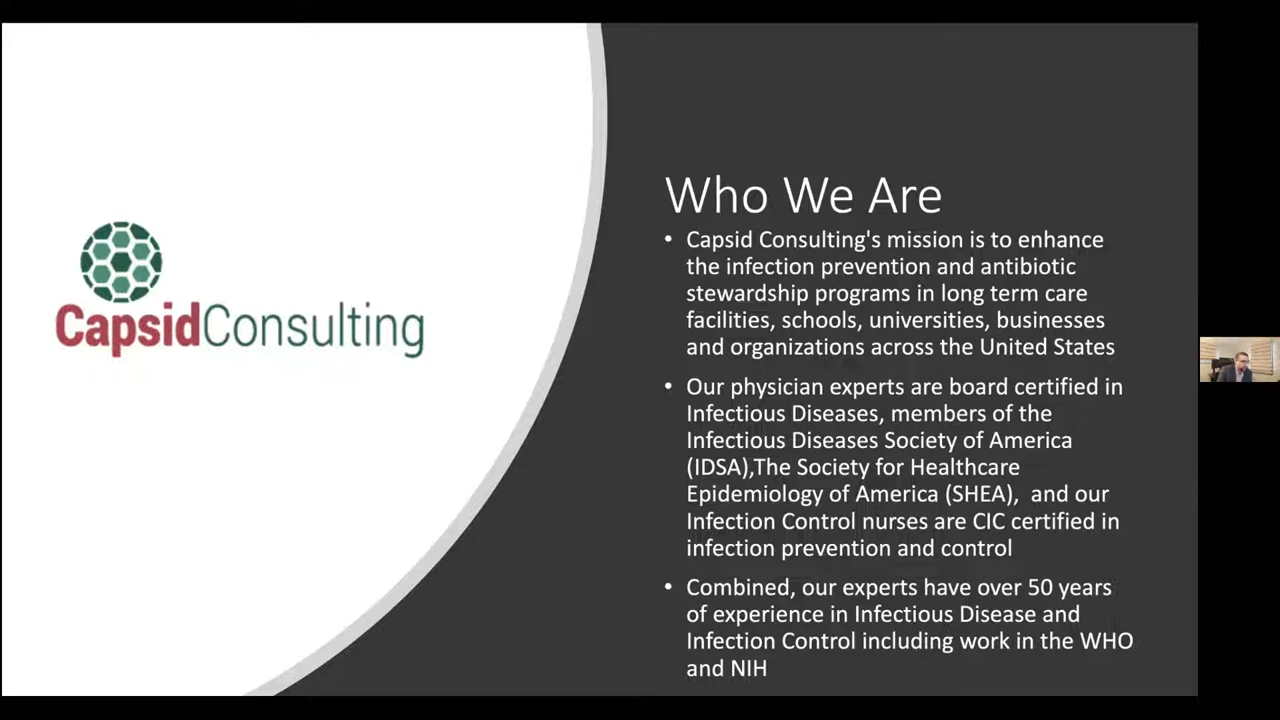 CapsidConsulting
Who We Are
• Capsid Consulting's mission is to enhance
the infection prevention and antibiotic
stewardship programs in long term care
facilities, schools, universities, businesses
and organizations across the United States
• Our physician experts are board certified in
Infectious Diseases, members of the
Infectious Diseases Society of America
(IDSA),The Society for Healthcare
Epidemiology of America (SHEA),  and our
Infection Control nurses are CIC certified in
infection prevention and control
• Combined, our experts have over 50 years
of experience in Infectious Disease and
Infection Control including work in the WHO
and NIH